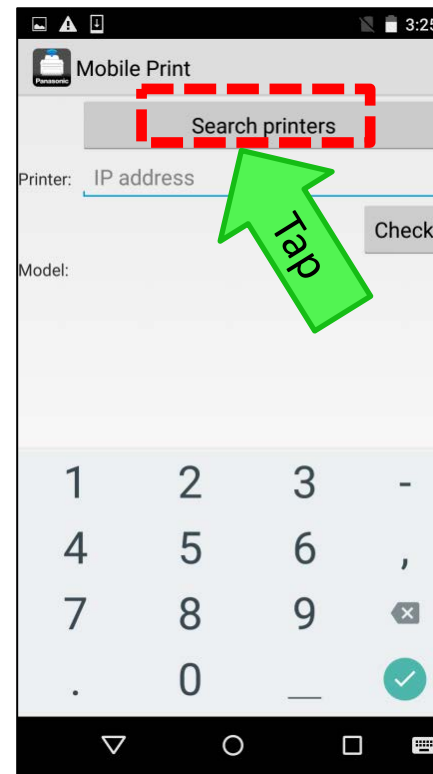 3:25
Panasonic
Mobile Print
Search printers
Printer: IP address
Tap
Check
Model:
1 2 3 -
4 5 6 ,
7 8 9
. 0 _